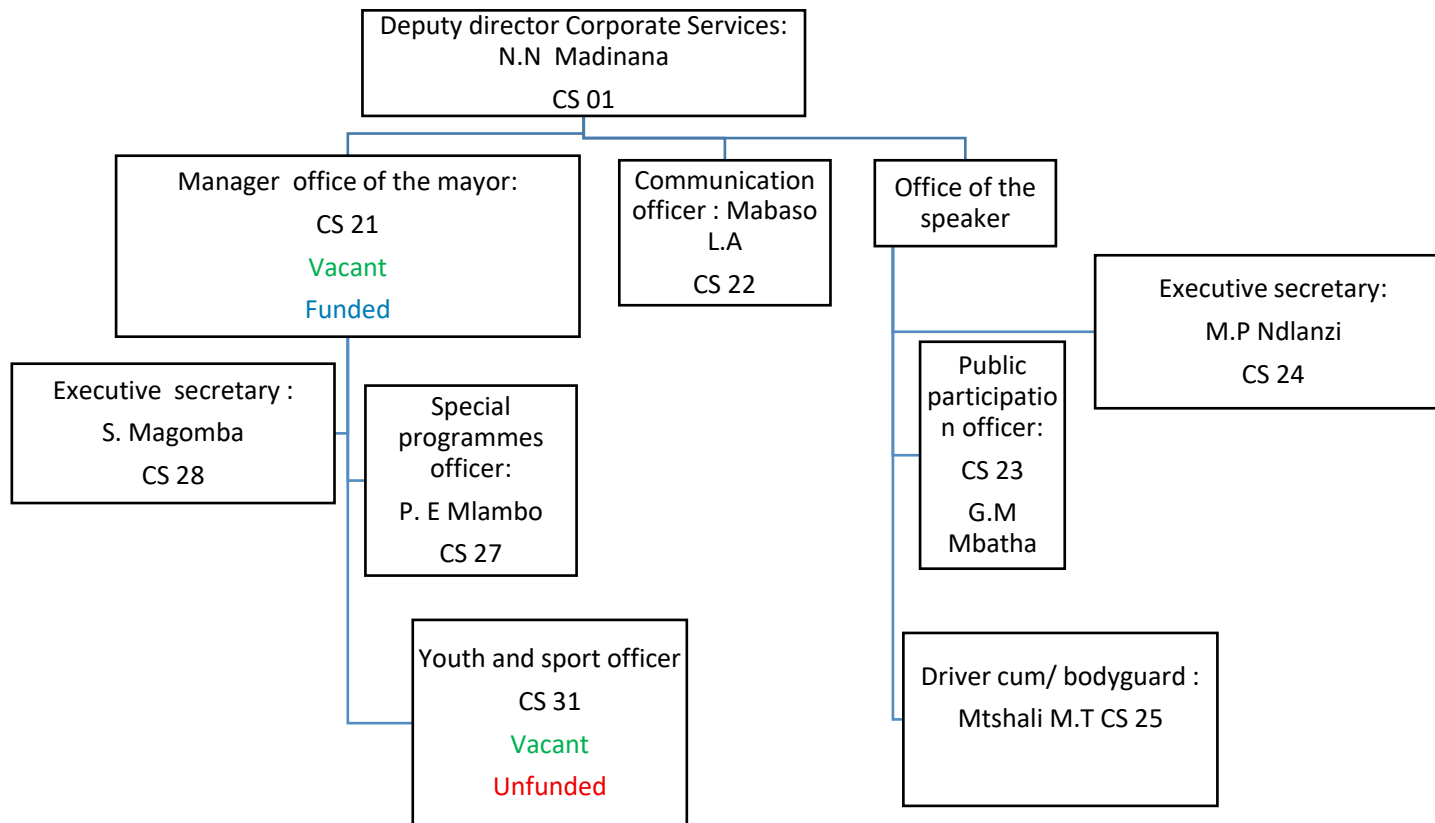 Deputy director Corporate Services:
N.N Madinana
CS 01
Manager office of the mayor:
CS 21
Vacant
Funded
Communication
officer : Mabaso
L.A
CS 22
Office of the
speaker
Executive secretary:
M.P Ndlanzi
CS 24
Executive secretary :
S. Magomba
CS 28
Special
programmes
officer:
P. E Mlambo
CS 27
Public
participatio
n officer:
CS 23
G.M
Mbatha
Youth and sport officer
CS 31
Vacant
Unfunded
Driver cum/ bodyguard :
Mtshali M.T CS 25